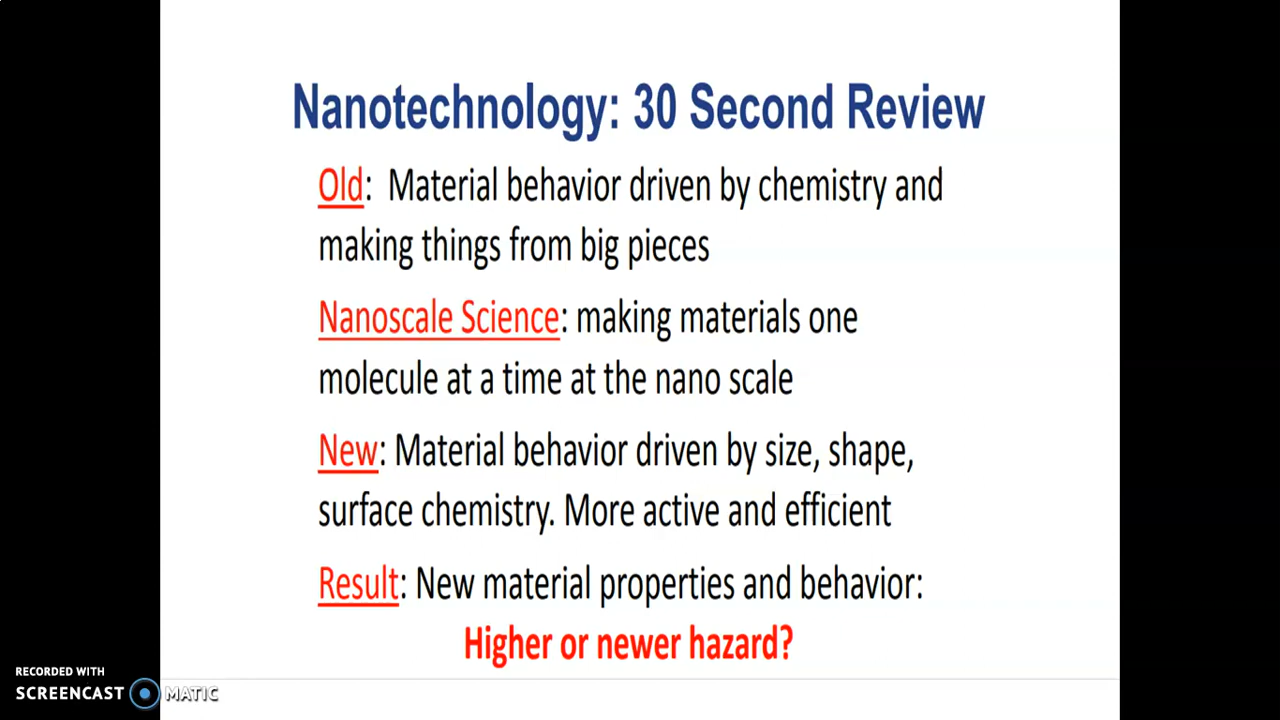 Nanotechnology: 30 Second Review
Old: Material behavior driven by chemistry and
making things from big pieces
Nanoscale Science: making materials one
molecule at a time at the nano scale
New: Material behavior driven by size, shape,
surface chemistry. More active and efficient
Result: New material properties and behavior:
Higher or newer hazard?
RECORDED WITH
SCREENCAST MATIC